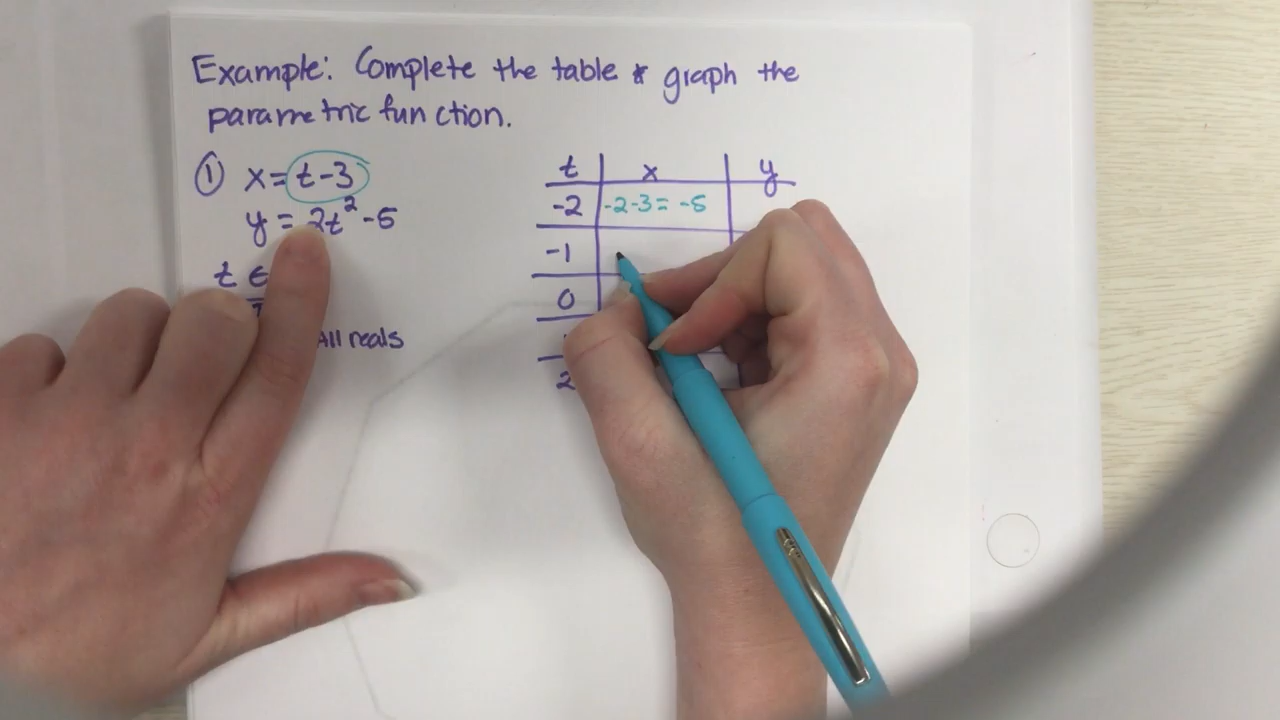 Example: Complete the table & graph the
parametric function.
① x = t-3
y = 2t² -5
t ∈
All reals
t x y
-2 -2-3 = -5
-1
0
2